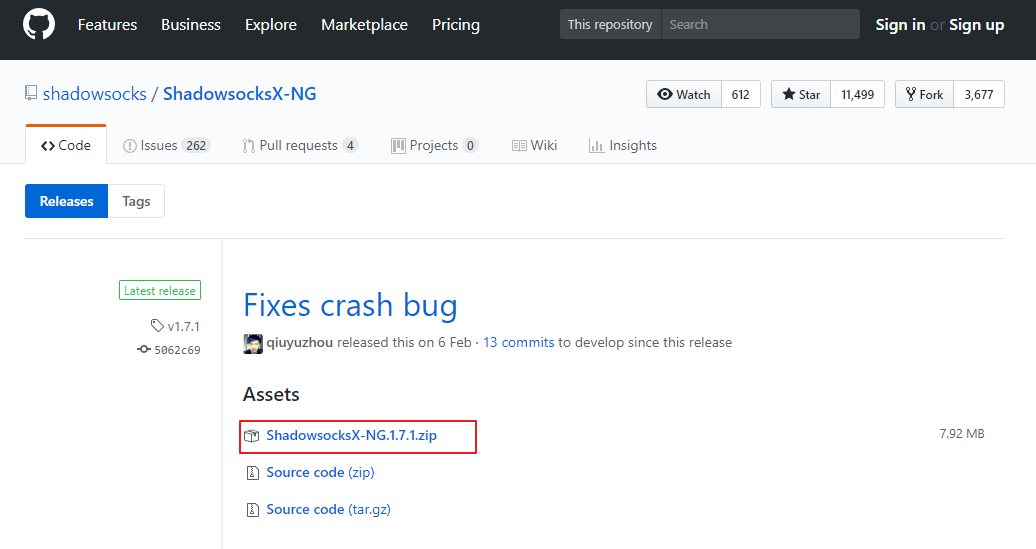 Features Business Explore Marketplace Pricing This repository Search Sign in or Sign up
shadowsocks / ShadowsocksX-NG Watch 612 Star 11,499 Fork 3,677
Code Issues 262 Pull requests 4 Projects 0 Wiki Insights
Releases Tags
Latest release
v1.7.1
5062c69
Fixes crash bug
qiuyuzhou released this on 6 Feb · 13 commits to develop since this release
Assets
ShadowsocksX-NG.1.7.1.zip 7.92 MB
Source code (zip)
Source code (tar.gz)